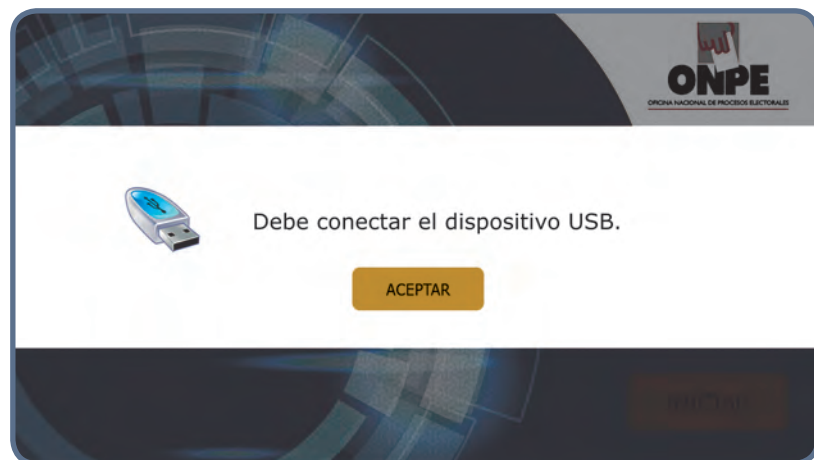 ONPE
OFICINA NACIONAL DE PROCESOS ELECTORALES
Debe conectar el dispositivo USB.
ACEPTAR